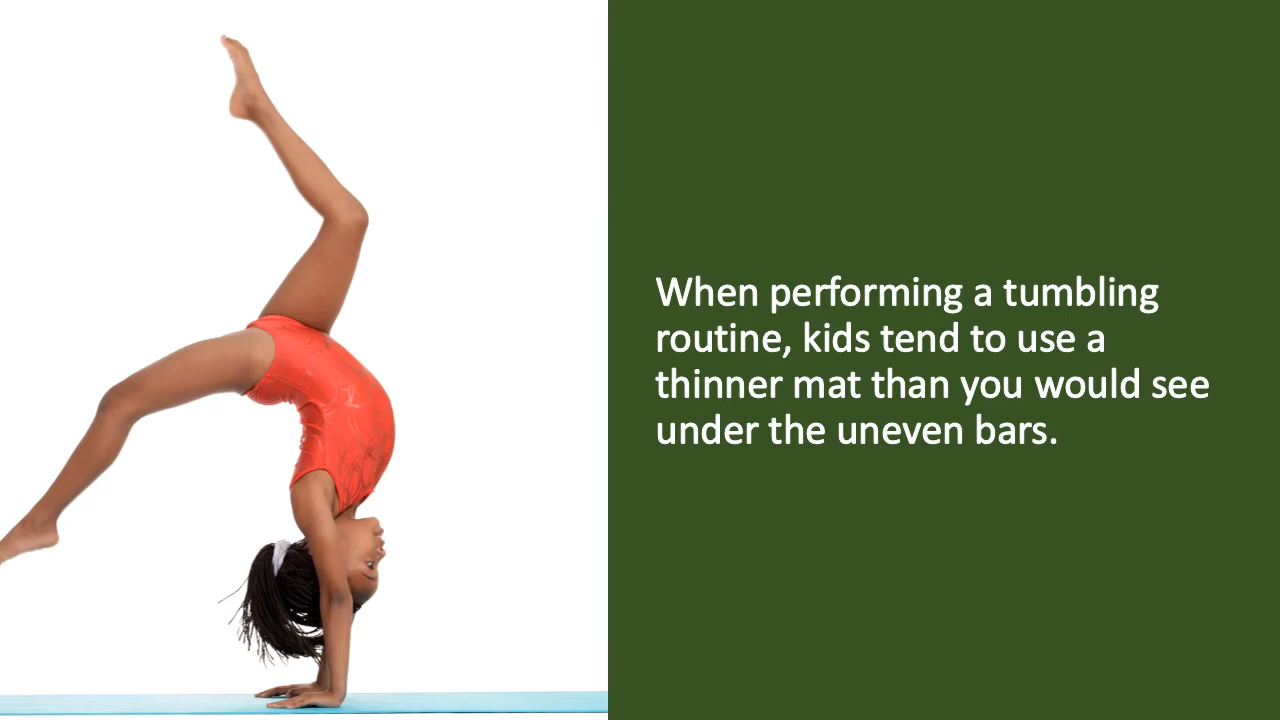 When performing a tumbling
routine, kids tend to use a
thinner mat than you would see
under the uneven bars.